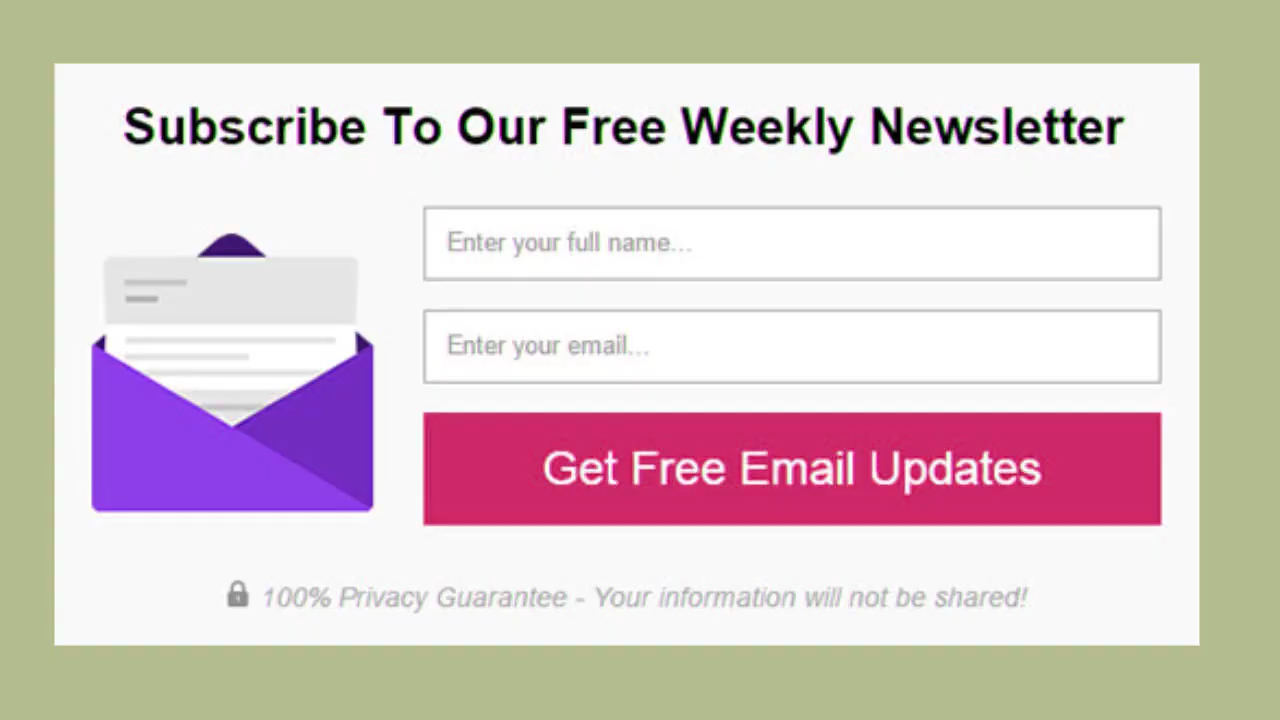 Subscribe To Our Free Weekly Newsletter
Enter your full name...
Enter your email...
Get Free Email Updates
100% Privacy Guarantee - Your information will not be shared!